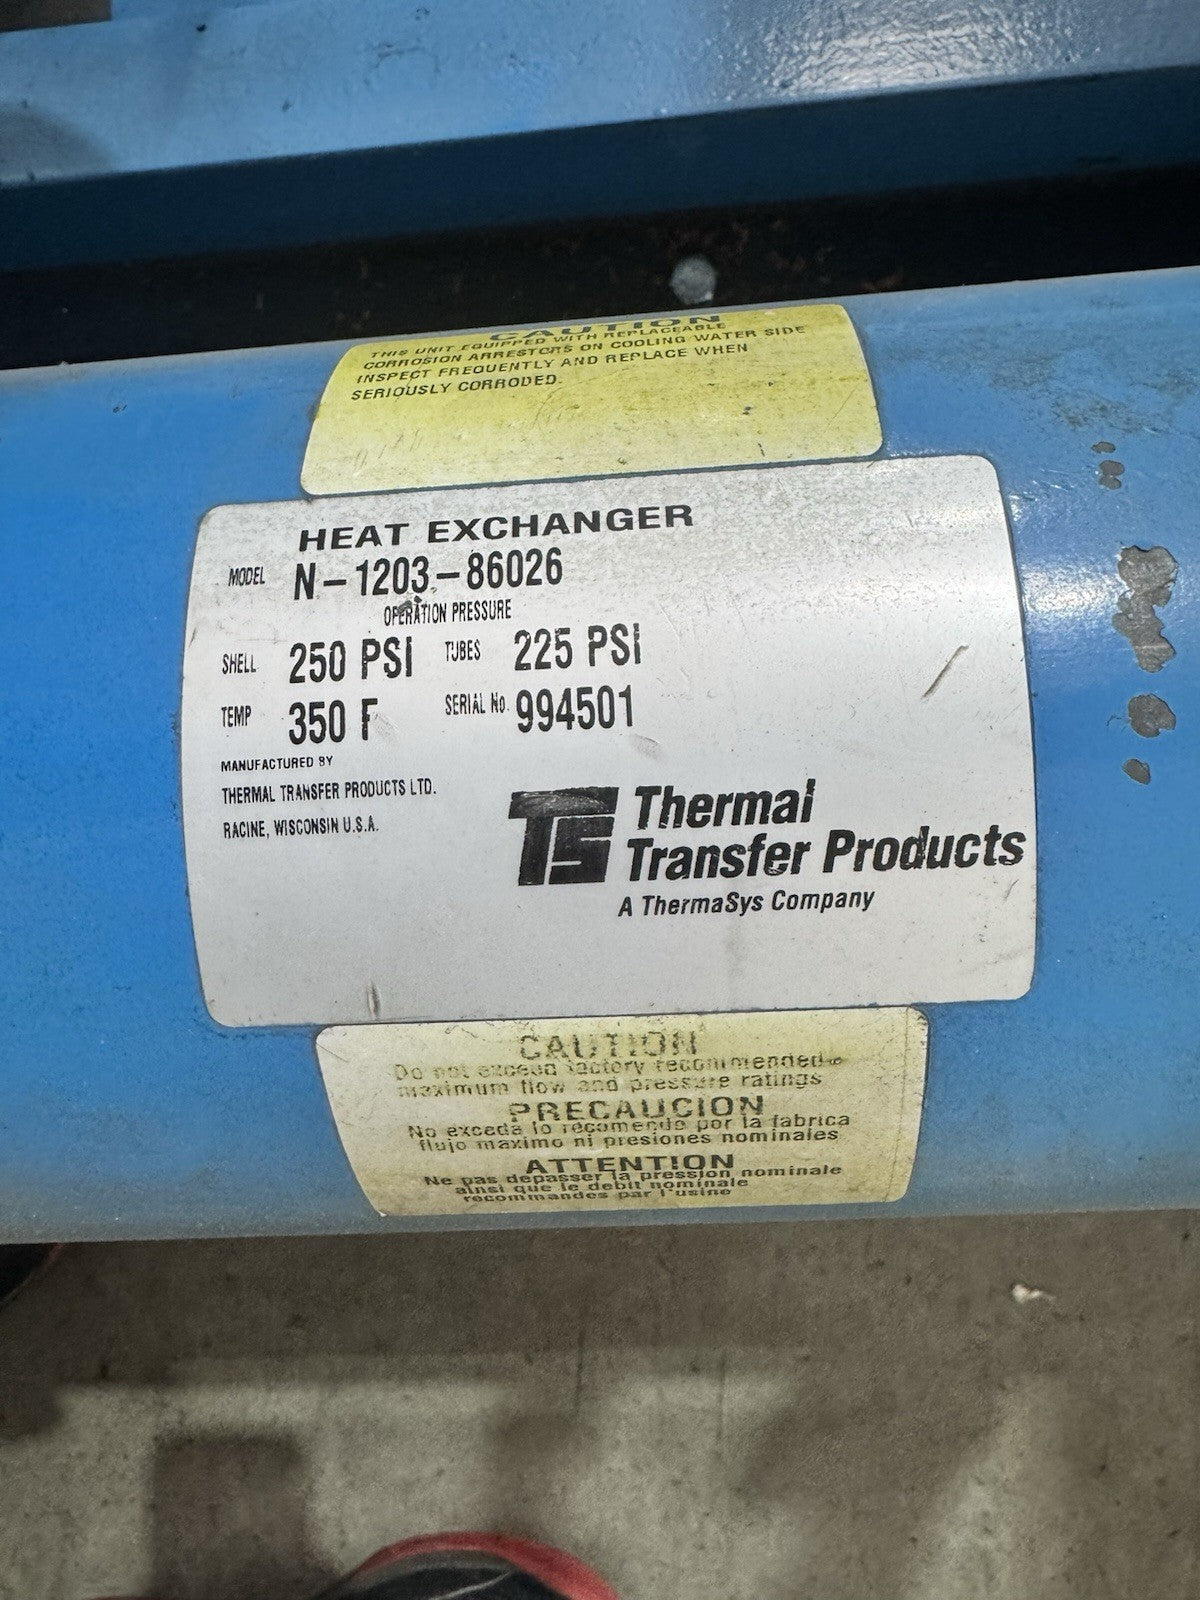 CAUTION
THIS UNIT EQUIPPED WITH REPLACEABLE
CORROSION ARRESTORS ON COOLING WATER SIDE
INSPECT FREQUENTLY AND REPLACE WHEN
SERIOUSLY CORRODED.
HEAT EXCHANGER
MODEL N-1203-86026
OPERATION PRESSURE
SHELL 250 PSI TUBES 225 PSI
TEMP 350 F SERIAL No. 994501
MANUFACTURED BY
THERMAL TRANSFER PRODUCTS LTD.
RACINE, WISCONSIN U.S.A.
TS
Thermal
Transfer Products
A ThermaSys Company
CAUTION
Do not exceed factory recommended
maximum flow and pressure ratings
PRECAUCION
No exceda lo recomendo por la fabrica
flujo maximo ni presiones nominales
ATTENTION
Ne pas depasser la pression nominale
ainsi que le debit nominale
recommandes par l'usine